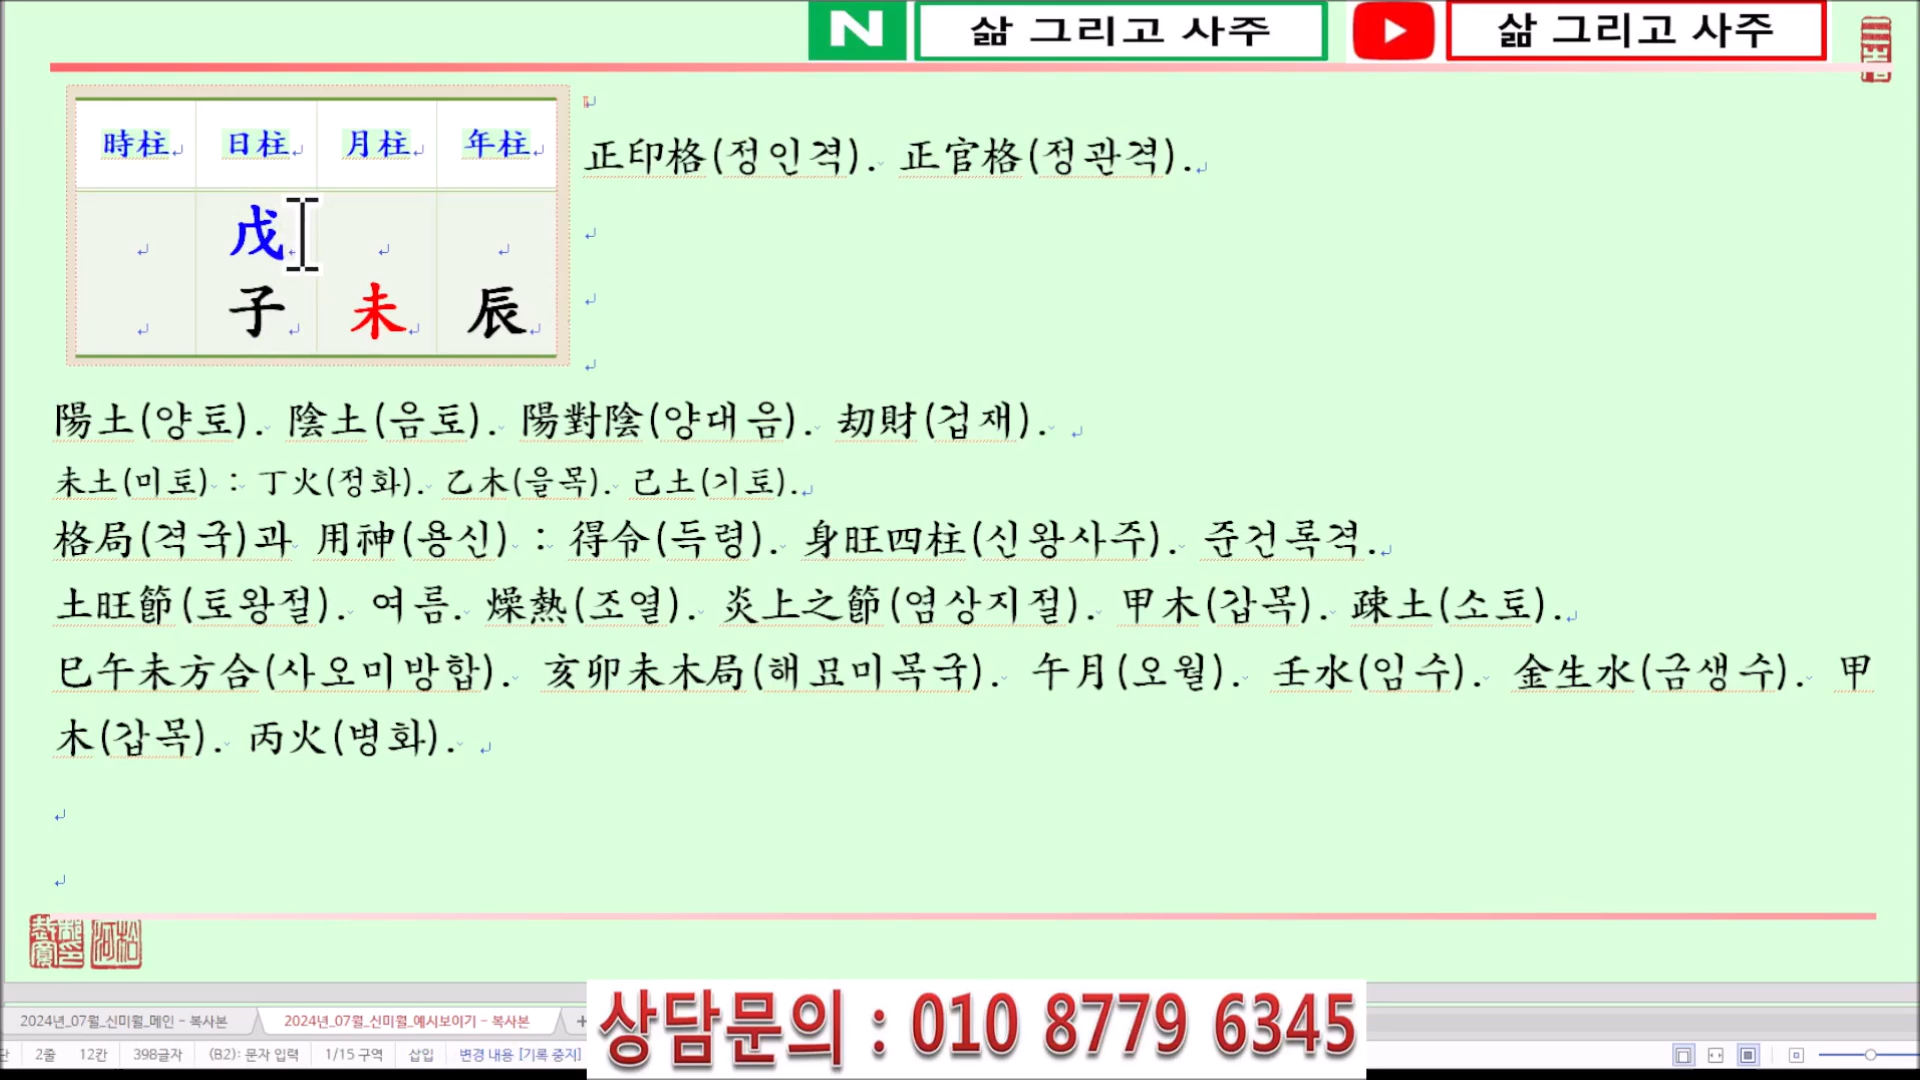 N 삶 그리고 사주 삶 그리고 사주
時柱 日柱 月柱 年柱
戊
子 未 辰
正印格(정인격). 正官格(정관격).
陽土(양토). 陰土(음토). 陽對陰(양대음). 劫財(겁재).
未土(미토) : 丁火(정화). 乙木(을목). 己土(기토).
格局(격국)과 用神(용신) : 得令(득령). 身旺四柱(신왕사주). 준건록격.
土旺節(토왕절). 여름. 燥熱(조열). 炎上之節(염상지절). 甲木(갑목). 疎土(소토).
巳午未方合(사오미방합). 亥卯未木局(해묘미목국). 午月(오월). 壬水(임수). 金生水(금생수). 甲
木(갑목). 丙火(병화).
2024년_07월_신미월_메인 - 복사본 2024년_07월_신미월_예시보이기 - 복사본 +
단 2줄 12칸 398글자 (B2): 문자 입력 1/15 구역 삽입 변경 내용 [기록 중지]
상담문의 : 010 8779 6345